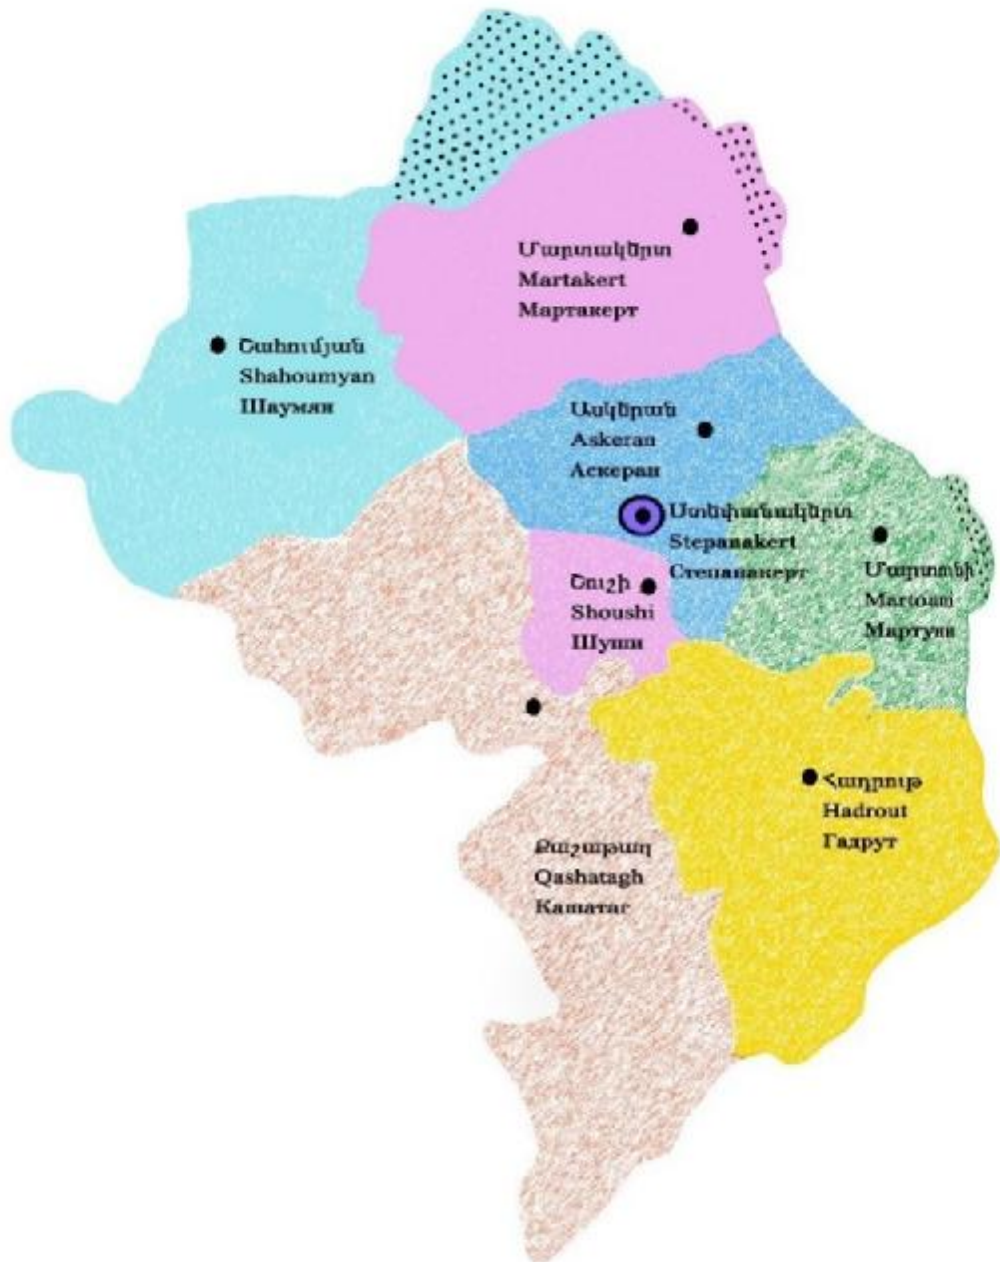 Մարտակերտ
Martakert
Мартакерт
Շահումյան
Shahoumyan
Шаумян
Ասկերան
Askeran
Аскеран
Ստեփանակերտ
Stepanakert
Степанакерт
Շուշի
Shoushi
Шуши
Մարտունի
Martouni
Мартуни
Հադրութ
Hadrout
Гадрут
Քաշաթաղ
Qashatagh
Кашатаг